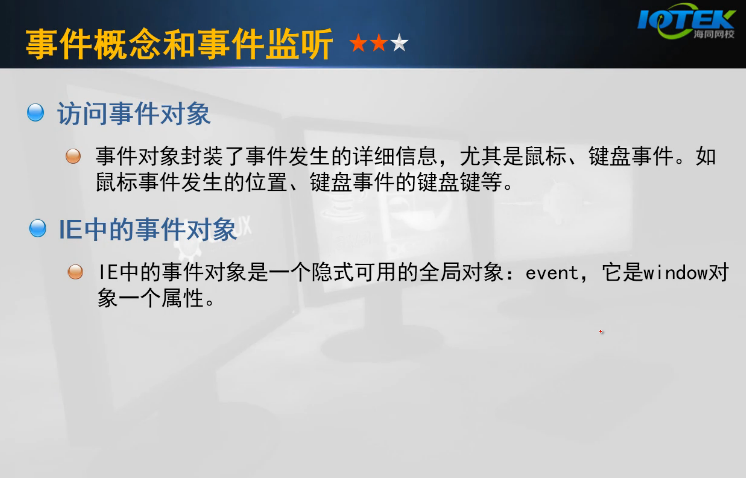 事件概念和事件监听
IOTEK
海同网校
访问事件对象
事件对象封装了事件发生的详细信息，尤其是鼠标、键盘事件。如
鼠标事件发生的位置、键盘事件的键盘键等。
IE中的事件对象
IE中的事件对象是一个隐式可用的全局对象：event，它是window对
象一个属性。